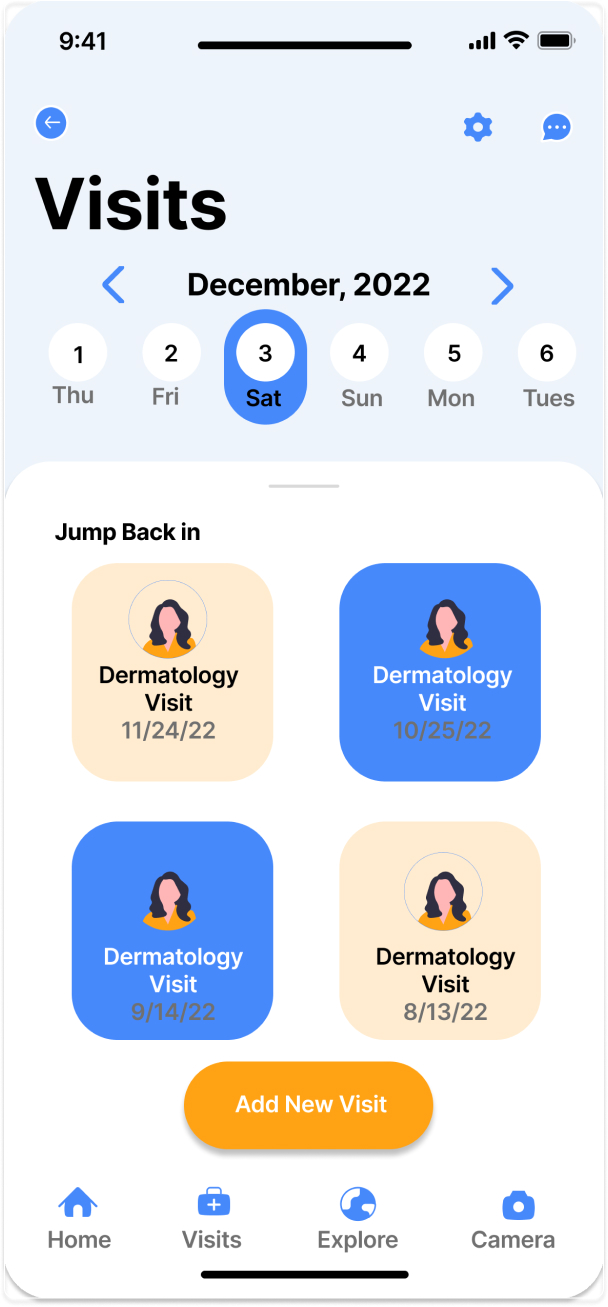 9:41
Visits
December, 2022
1 2 3 4 5 6
Thu Fri Sat Sun Mon Tues
Jump Back in
Dermatology
Visit
11/24/22
Dermatology
Visit
10/25/22
Dermatology
Visit
9/14/22
Dermatology
Visit
8/13/22
Add New Visit
Home Visits Explore Camera